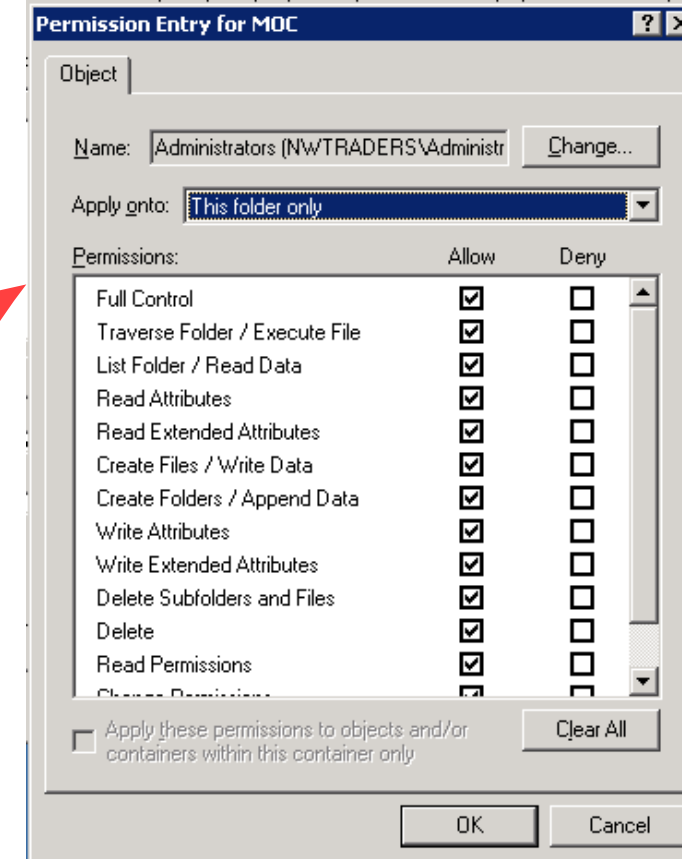 Permission Entry for MOC
Object
Name: Administrators (NWTRADERS\Administr Change...
Apply onto: This folder only
Permissions: Allow Deny
Full Control
Traverse Folder / Execute File
List Folder / Read Data
Read Attributes
Read Extended Attributes
Create Files / Write Data
Create Folders / Append Data
Write Attributes
Write Extended Attributes
Delete Subfolders and Files
Delete
Read Permissions
Change Permissions
Apply these permissions to objects and/or Clear All
containers within this container only
OK Cancel